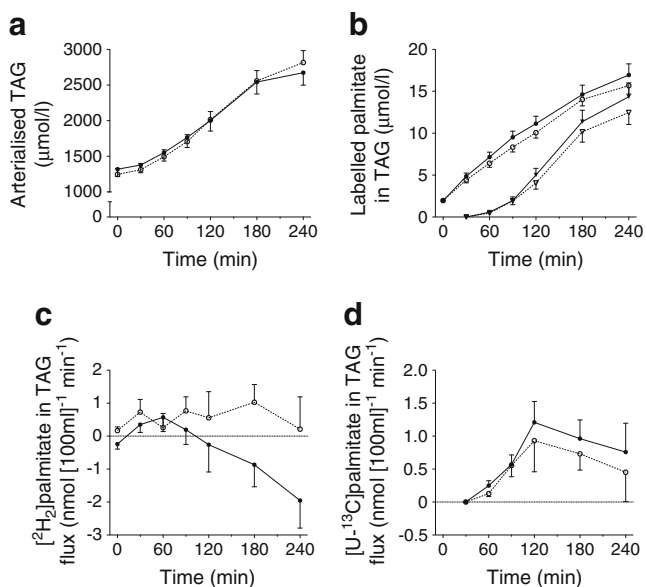 a
Arterialised TAG
(μmol/l)
3000
2500
2000
1500
1000
0
0 60 120 180 240
Time (min)
b
Labelled palmitate
in TAG (μmol/l)
20
15
10
5
0
0 60 120 180 240
Time (min)
c
[²H₂]palmitate in TAG
flux (nmol [100ml]⁻¹ min⁻¹)
2
1
0
-1
-2
-3
0 60 120 180 240
Time (min)
d
[U-¹³C]palmitate in TAG
flux (nmol [100ml]⁻¹ min⁻¹)
2.0
1.5
1.0
0.5
0
-0.5
0 60 120 180 240
Time (min)